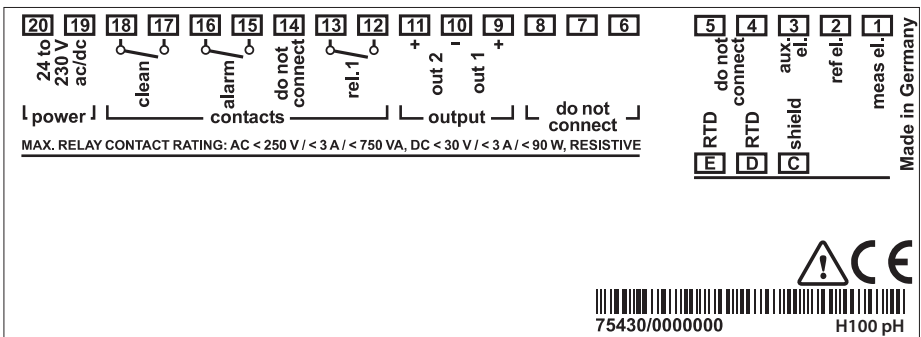 20 19 18 17 16 15 14 13 12 11 10 9 8 7 6
24 to
230 V
ac/dc
clean
alarm
do not
connect
rel.1
+ - +
out 2
out 1
power
contacts
output
do not
connect
MAX. RELAY CONTACT RATING: AC < 250 V / < 3 A / < 750 VA, DC < 30 V / < 3 A / < 90 W, RESISTIVE
5 4 3 2 1
do not
connect
aux.
el.
ref el.
meas el.
RTD
RTD
shield
E D C
Made in Germany
CE
75430/0000000
H100 pH